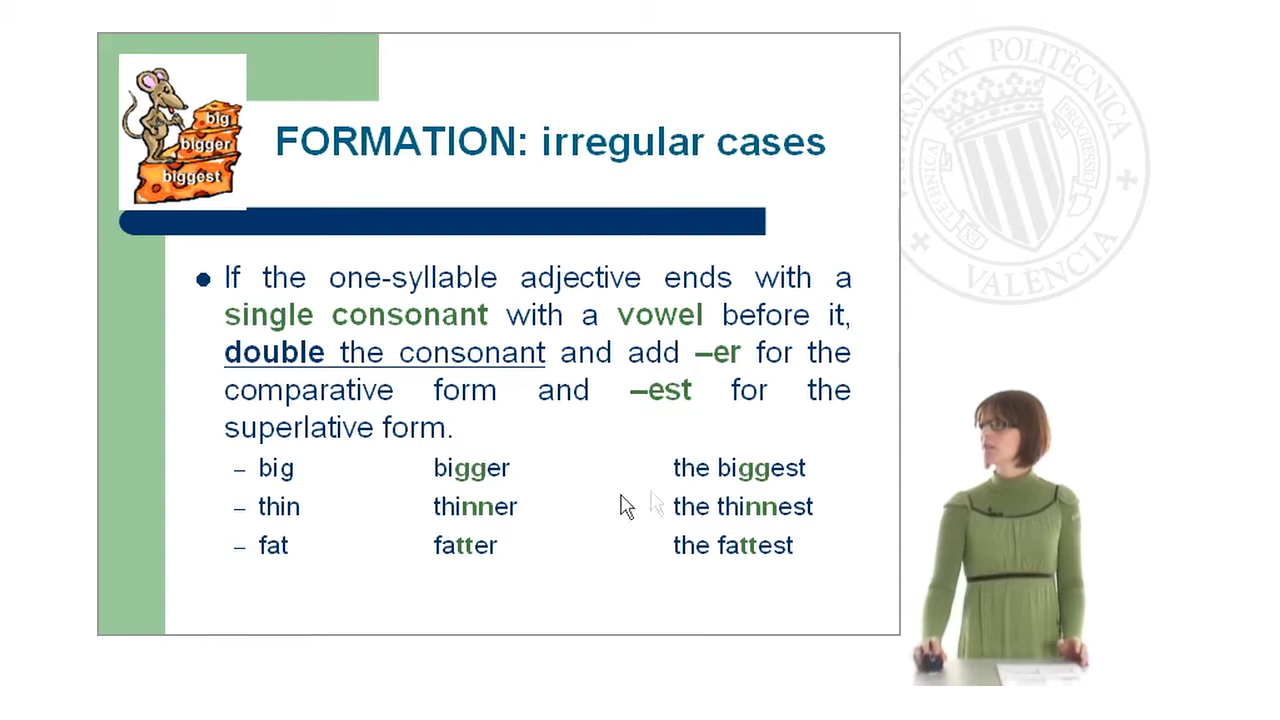 big
bigger
biggest
FORMATION: irregular cases
If the one-syllable adjective ends with a
single consonant with a vowel before it,
double the consonant and add –er for the
comparative form and –est for the
superlative form.
– big bigger the biggest
– thin thinner the thinnest
– fat fatter the fattest
POLITÈCNICA
VALÈNCIA